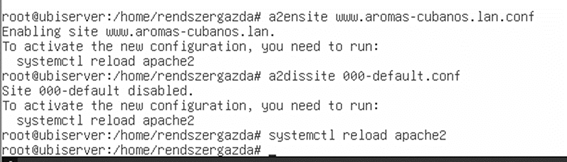 root@ubiserver:/home/rendszergazda# a2ensite www.aromas-cubanos.lan.conf
Enabling site www.aromas-cubanos.lan.
To activate the new configuration, you need to run:
  systemctl reload apache2
root@ubiserver:/home/rendszergazda# a2dissite 000-default.conf
Site 000-default disabled.
To activate the new configuration, you need to run:
  systemctl reload apache2
root@ubiserver:/home/rendszergazda# systemctl reload apache2
root@ubiserver:/home/rendszergazda# _